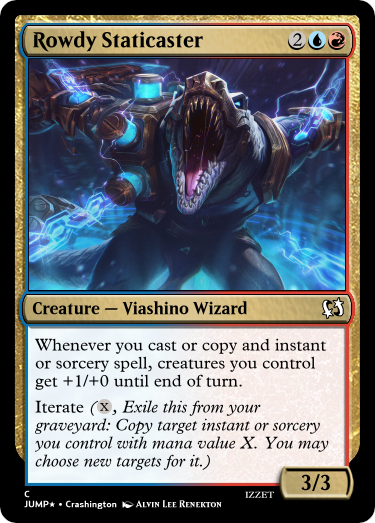 Rowdy Staticaster 2
Creature — Viashino Wizard
Whenever you cast or copy and instant
or sorcery spell, creatures you control
get +1/+0 until end of turn.
Iterate (X, Exile this from your
graveyard: Copy target instant or sorcery
you control with mana value X. You may
choose new targets for it.)
3/3
C IZZET
JUMP★ • Crashington Alvin Lee Renekton